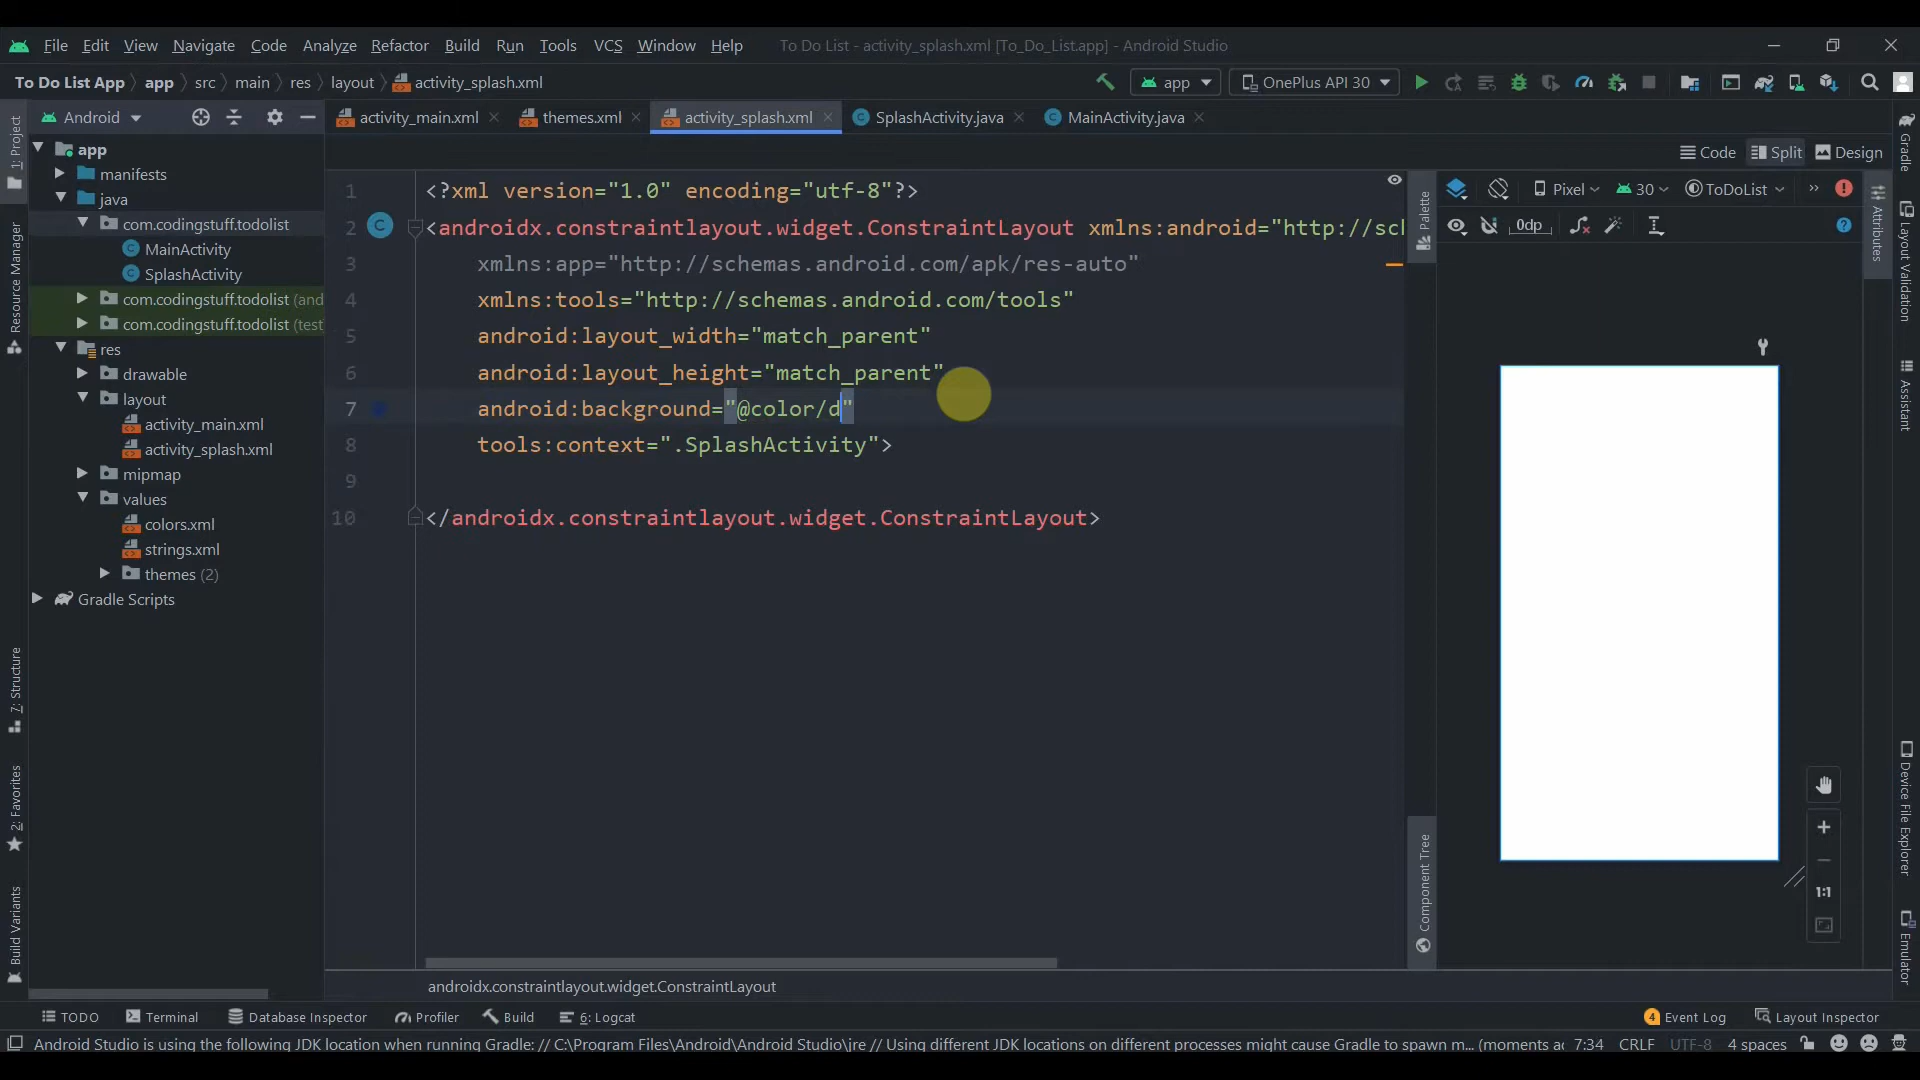 File Edit View Navigate Code Analyze Refactor Build Run Tools VCS Window Help To Do List - activity_splash.xml [To_Do_List.app] - Android Studio
To Do List App app src main res layout activity_splash.xml app OnePlus API 30
Android activity_main.xml themes.xml activity_splash.xml SplashActivity.java MainActivity.java
Code Split Design
1: Project
Resource Manager
7: Structure
2: Favorites
Build Variants
app
manifests
java
com.codingstuff.todolist
MainActivity
SplashActivity
com.codingstuff.todolist (and
com.codingstuff.todolist (test
res
drawable
layout
activity_main.xml
activity_splash.xml
mipmap
values
colors.xml
strings.xml
themes (2)
Gradle Scripts
1 <?xml version="1.0" encoding="utf-8"?>
2 <androidx.constraintlayout.widget.ConstraintLayout xmlns:android="http://sch
3 xmlns:app="http://schemas.android.com/apk/res-auto"
4 xmlns:tools="http://schemas.android.com/tools"
5 android:layout_width="match_parent"
6 android:layout_height="match_parent"
7 android:background="@color/d"
8 tools:context=".SplashActivity">
9
10 </androidx.constraintlayout.widget.ConstraintLayout>
Palette
Component Tree
Pixel 30 ToDoList
0dp
1:1
Attributes
Gradle
Layout Validation
Assistant
Device File Explorer
Emulator
androidx.constraintlayout.widget.ConstraintLayout
TODO Terminal Database Inspector Profiler Build 6: Logcat 4 Event Log Layout Inspector
Android Studio is using the following JDK location when running Gradle: // C:\Program Files\Android\Android Studio\jre // Using different JDK locations on different processes might cause Gradle to spawn m... (moments ac 7:34 CRLF UTF-8 4 spaces